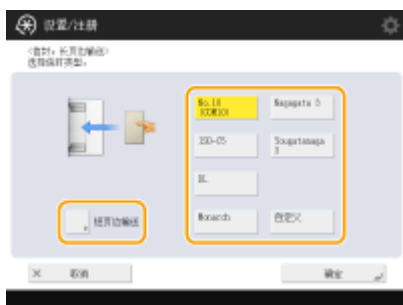 设置/注册
<信封: 长页边输送>
选择信封类型。
No.10
(COM10)
Nagagata 3
ISO-C5
Yougatanaga
3
DL
Monarch
自定义
短页边输送
取消
确定